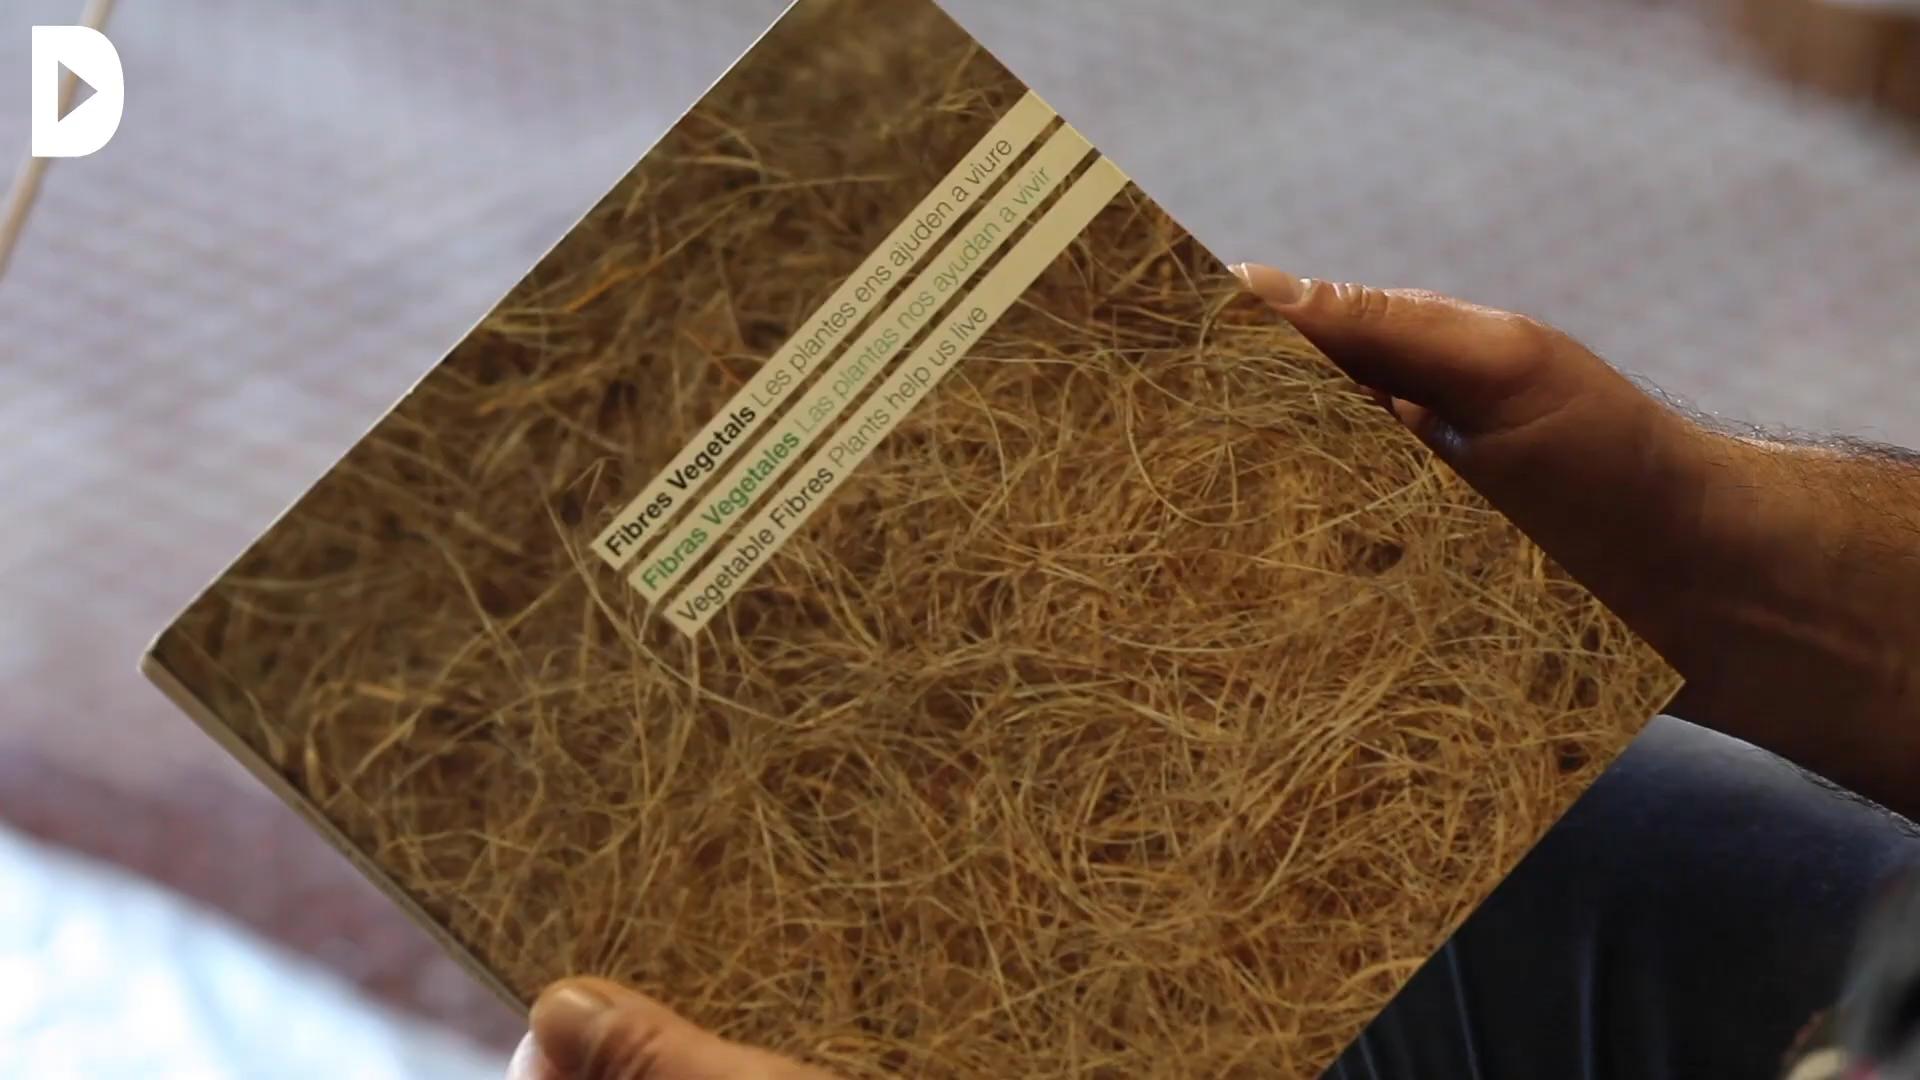 Fibres Vegetals Les plantes ens ajuden a viure
Fibras Vegetales Las plantas nos ayudan a vivir
Vegetable Fibres Plants help us live